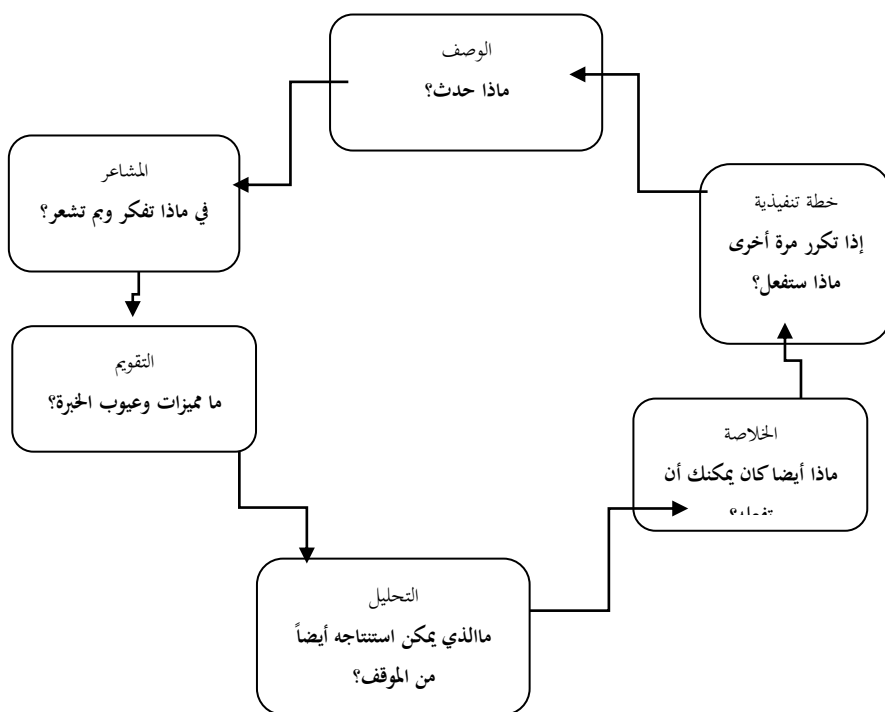 الوصف
ماذا حدث؟
المشاعر
في ماذا تفكر وبم تشعر؟
التقويم
ما مميزات وعيوب الخبرة؟
التحليل
ماالذي يمكن استنتاجه أيضاً
من الموقف؟
الخلاصة
ماذا أيضا كان يمكنك أن
خطة تنفيذية
إذا تكرر مرة أخرى
ماذا ستفعل؟